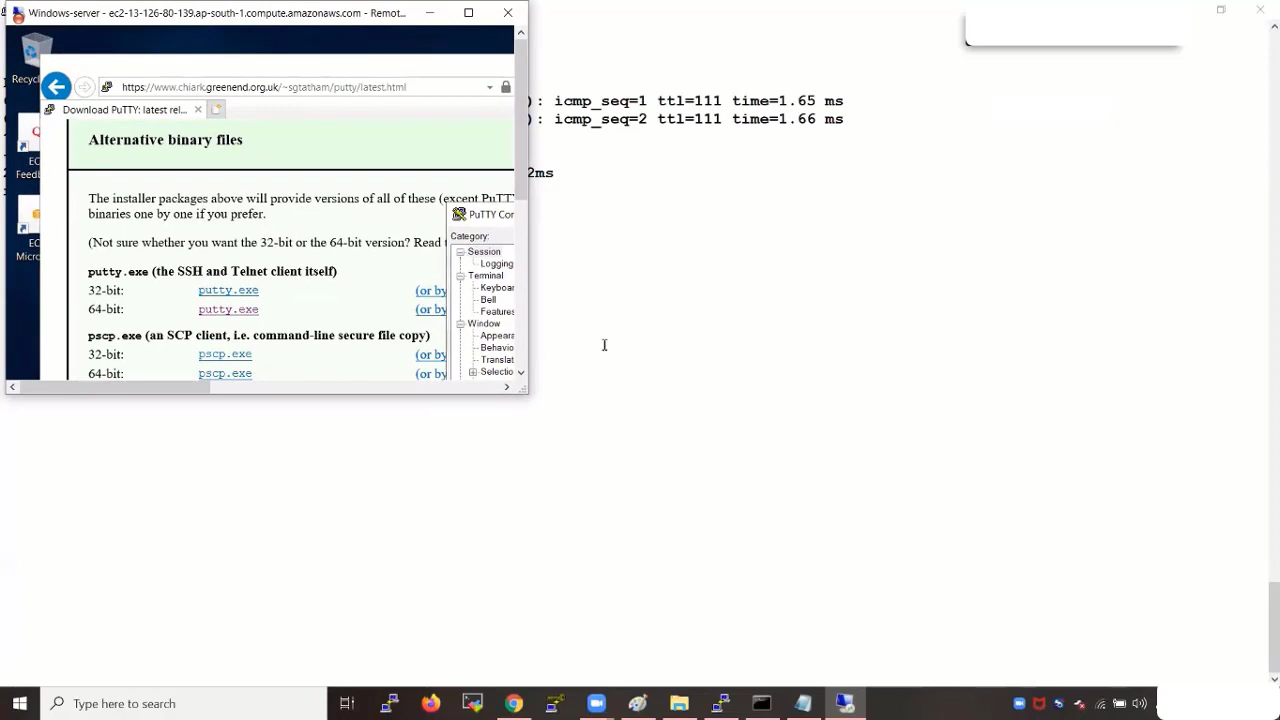 Windows-server - ec2-13-126-80-139.ap-south-1.compute.amazonaws.com - Remot...
Recycl
https://www.chiark.greenend.org.uk/~sgtatham/putty/latest.html
Download PuTTY: latest rel...
): icmp_seq=1 ttl=111 time=1.65 ms
): icmp_seq=2 ttl=111 time=1.66 ms
2ms
EC
Feedb
EC
Micros
Alternative binary files
The installer packages above will provide versions of all of these (except PuTT
binaries one by one if you prefer.
(Not sure whether you want the 32-bit or the 64-bit version? Read t
putty.exe (the SSH and Telnet client itself)
32-bit: putty.exe (or by
64-bit: putty.exe (or by
pscp.exe (an SCP client, i.e. command-line secure file copy)
32-bit: pscp.exe (or by
64-bit: pscp.exe (or by
PuTTY Con
Category:
Session
Logging
Terminal
Keyboar
Bell
Features
Window
Appeara
Behavio
Translat
Selectio
Type here to search